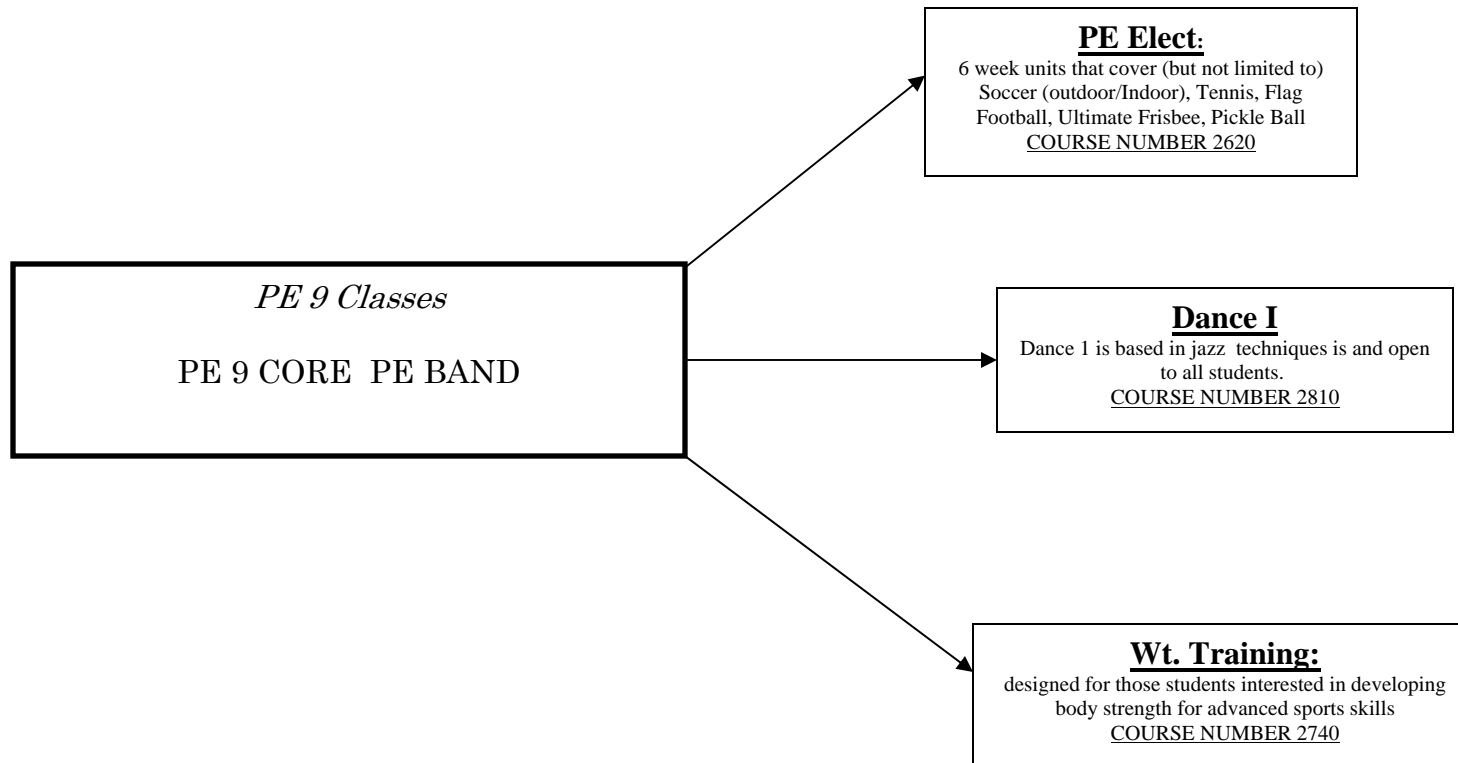 PE Elect:
6 week units that cover (but not limited to)
Soccer (outdoor/Indoor), Tennis, Flag
Football, Ultimate Frisbee, Pickle Ball
COURSE NUMBER 2620
PE 9 Classes
PE 9 CORE  PE BAND
Dance I
Dance 1 is based in jazz  techniques is and open
to all students.
COURSE NUMBER 2810
Wt. Training:
designed for those students interested in developing
body strength for advanced sports skills
COURSE NUMBER 2740